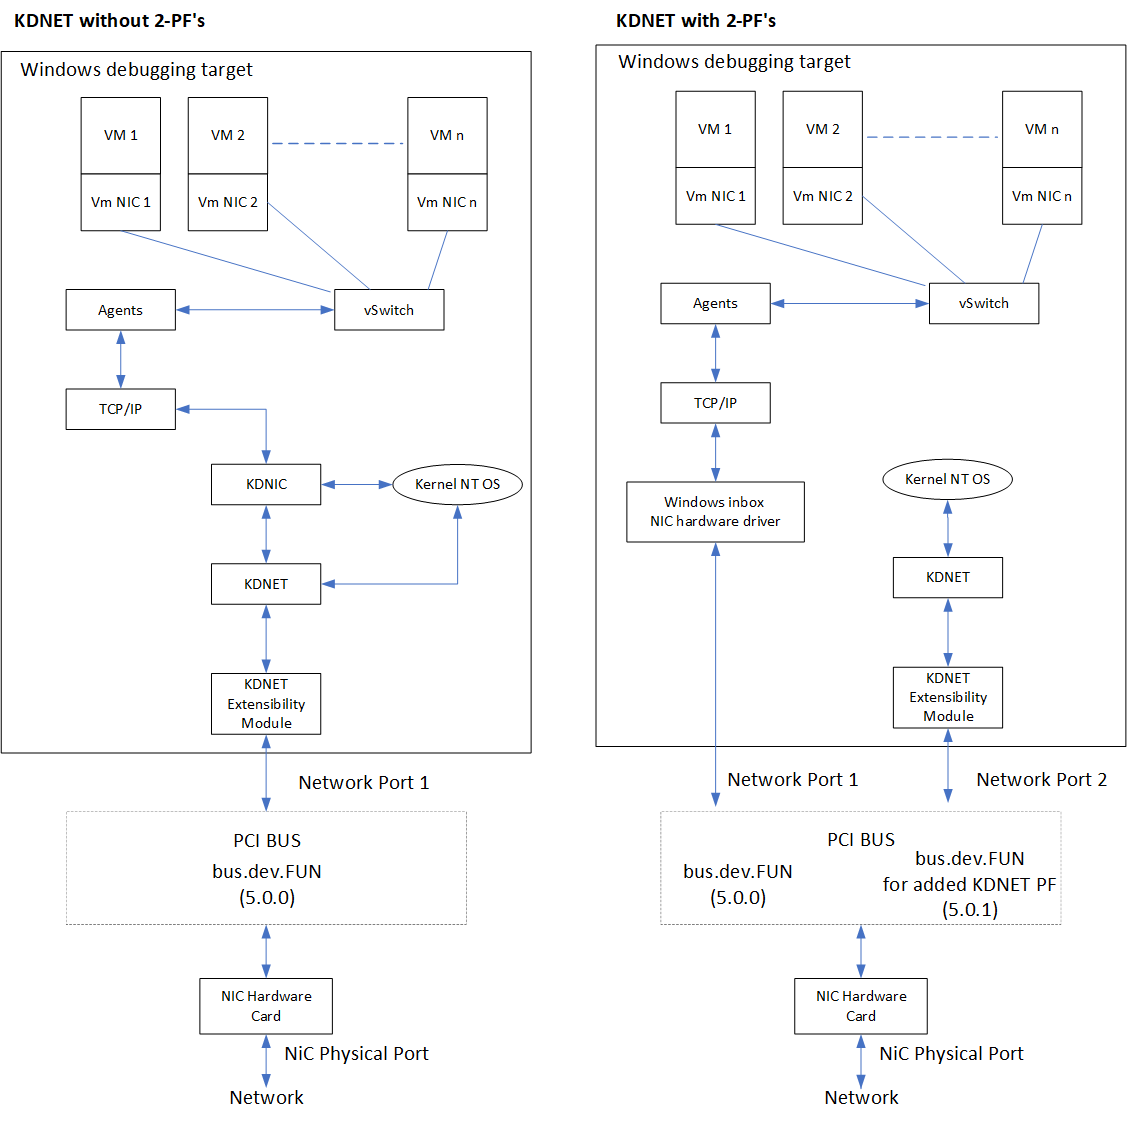 KDNET without 2-PF's
Windows debugging target
VM 1
VM 2
VM n
Vm NIC 1
Vm NIC 2
Vm NIC n
Agents
vSwitch
TCP/IP
KDNIC
Kernel NT OS
KDNET
KDNET
Extensibility
Module
Network Port 1
PCI BUS
bus.dev.FUN
(5.0.0)
NIC Hardware
Card
NiC Physical Port
Network
KDNET with 2-PF's
Windows debugging target
VM 1
VM 2
VM n
Vm NIC 1
Vm NIC 2
Vm NIC n
Agents
vSwitch
TCP/IP
Windows inbox
NIC hardware driver
Kernel NT OS
KDNET
KDNET
Extensibility
Module
Network Port 1
Network Port 2
PCI BUS
bus.dev.FUN
(5.0.0)
bus.dev.FUN
for added KDNET PF
(5.0.1)
NIC Hardware
Card
NiC Physical Port
Network